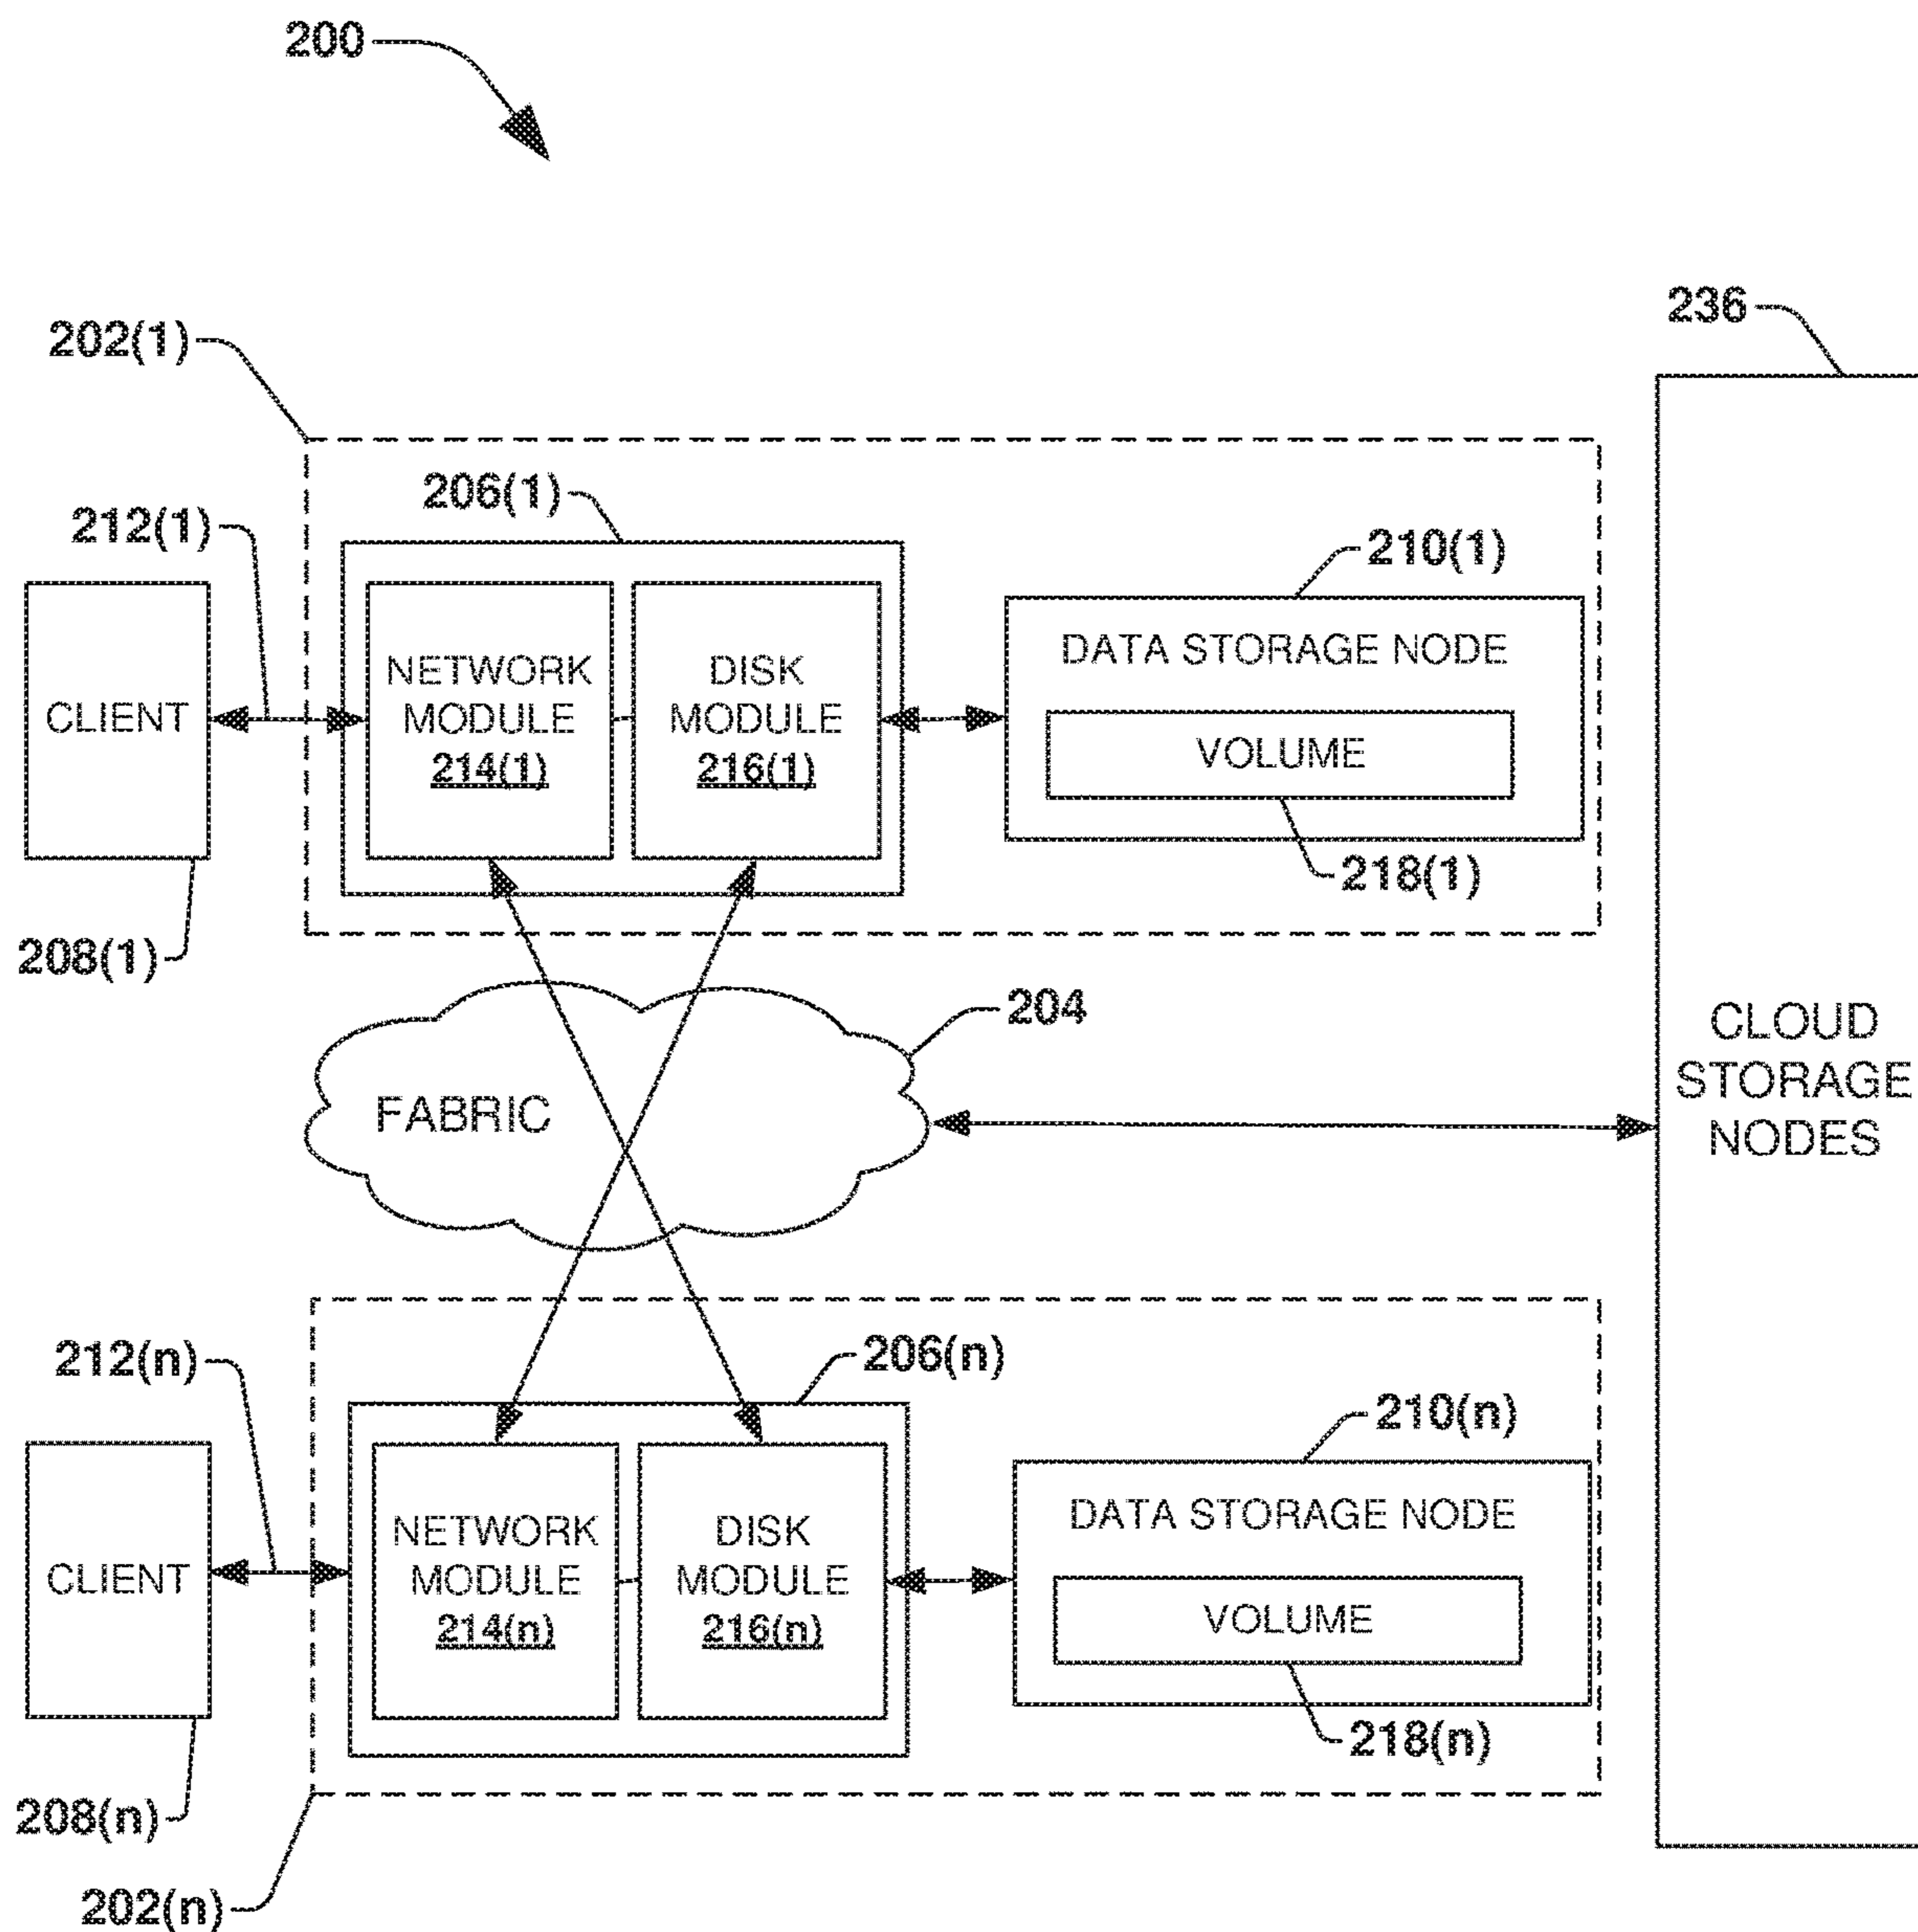 200
236
202(1)
206(1)
212(1)
210(1)
DATA STORAGE NODE
NETWORK
MODULE
214(1)
DISK
MODULE
216(1)
CLIENT
VOLUME
218(1)
208(1)
204
FABRIC
CLOUD
STORAGE
NODES
212(n)
206(n)
210(n)
DATA STORAGE NODE
NETWORK
MODULE
214(n)
DISK
MODULE
216(n)
CLIENT
VOLUME
218(n)
208(n)
202(n)